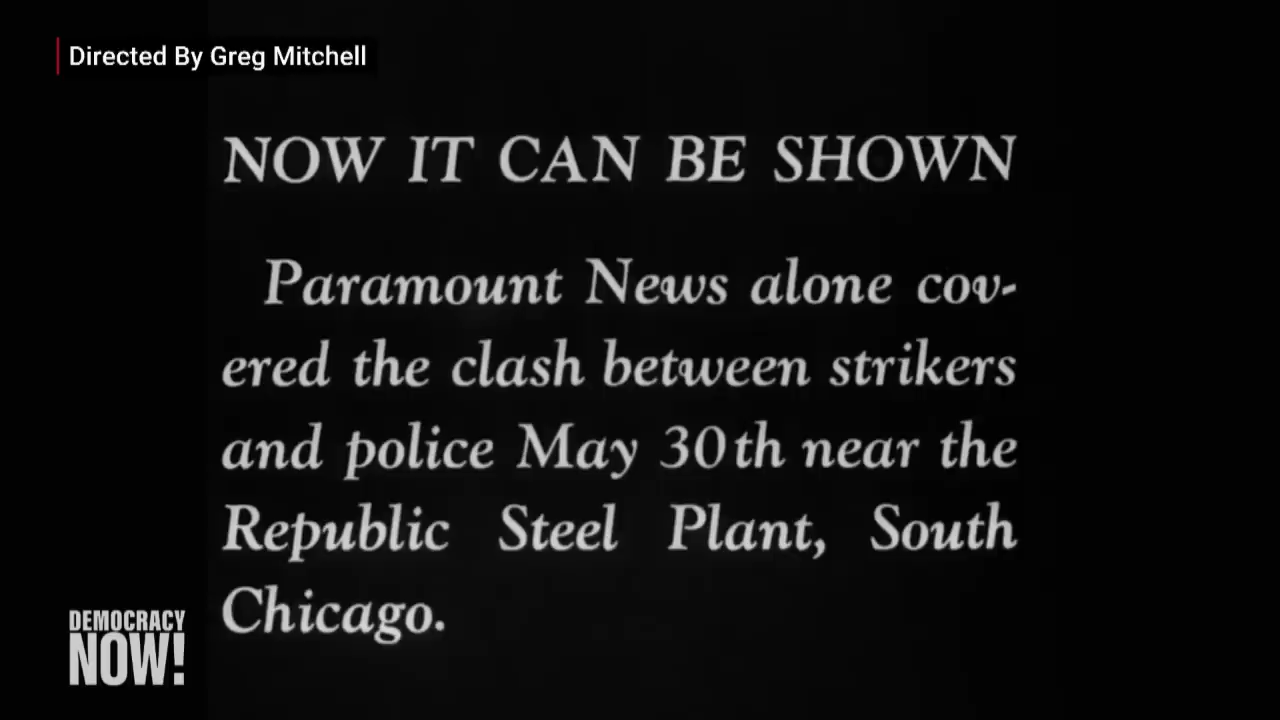 Directed By Greg Mitchell
NOW IT CAN BE SHOWN
Paramount News alone cov-
ered the clash between strikers
and police May 30th near the
Republic Steel Plant, South
Chicago.
DEMOCRACY
NOW!